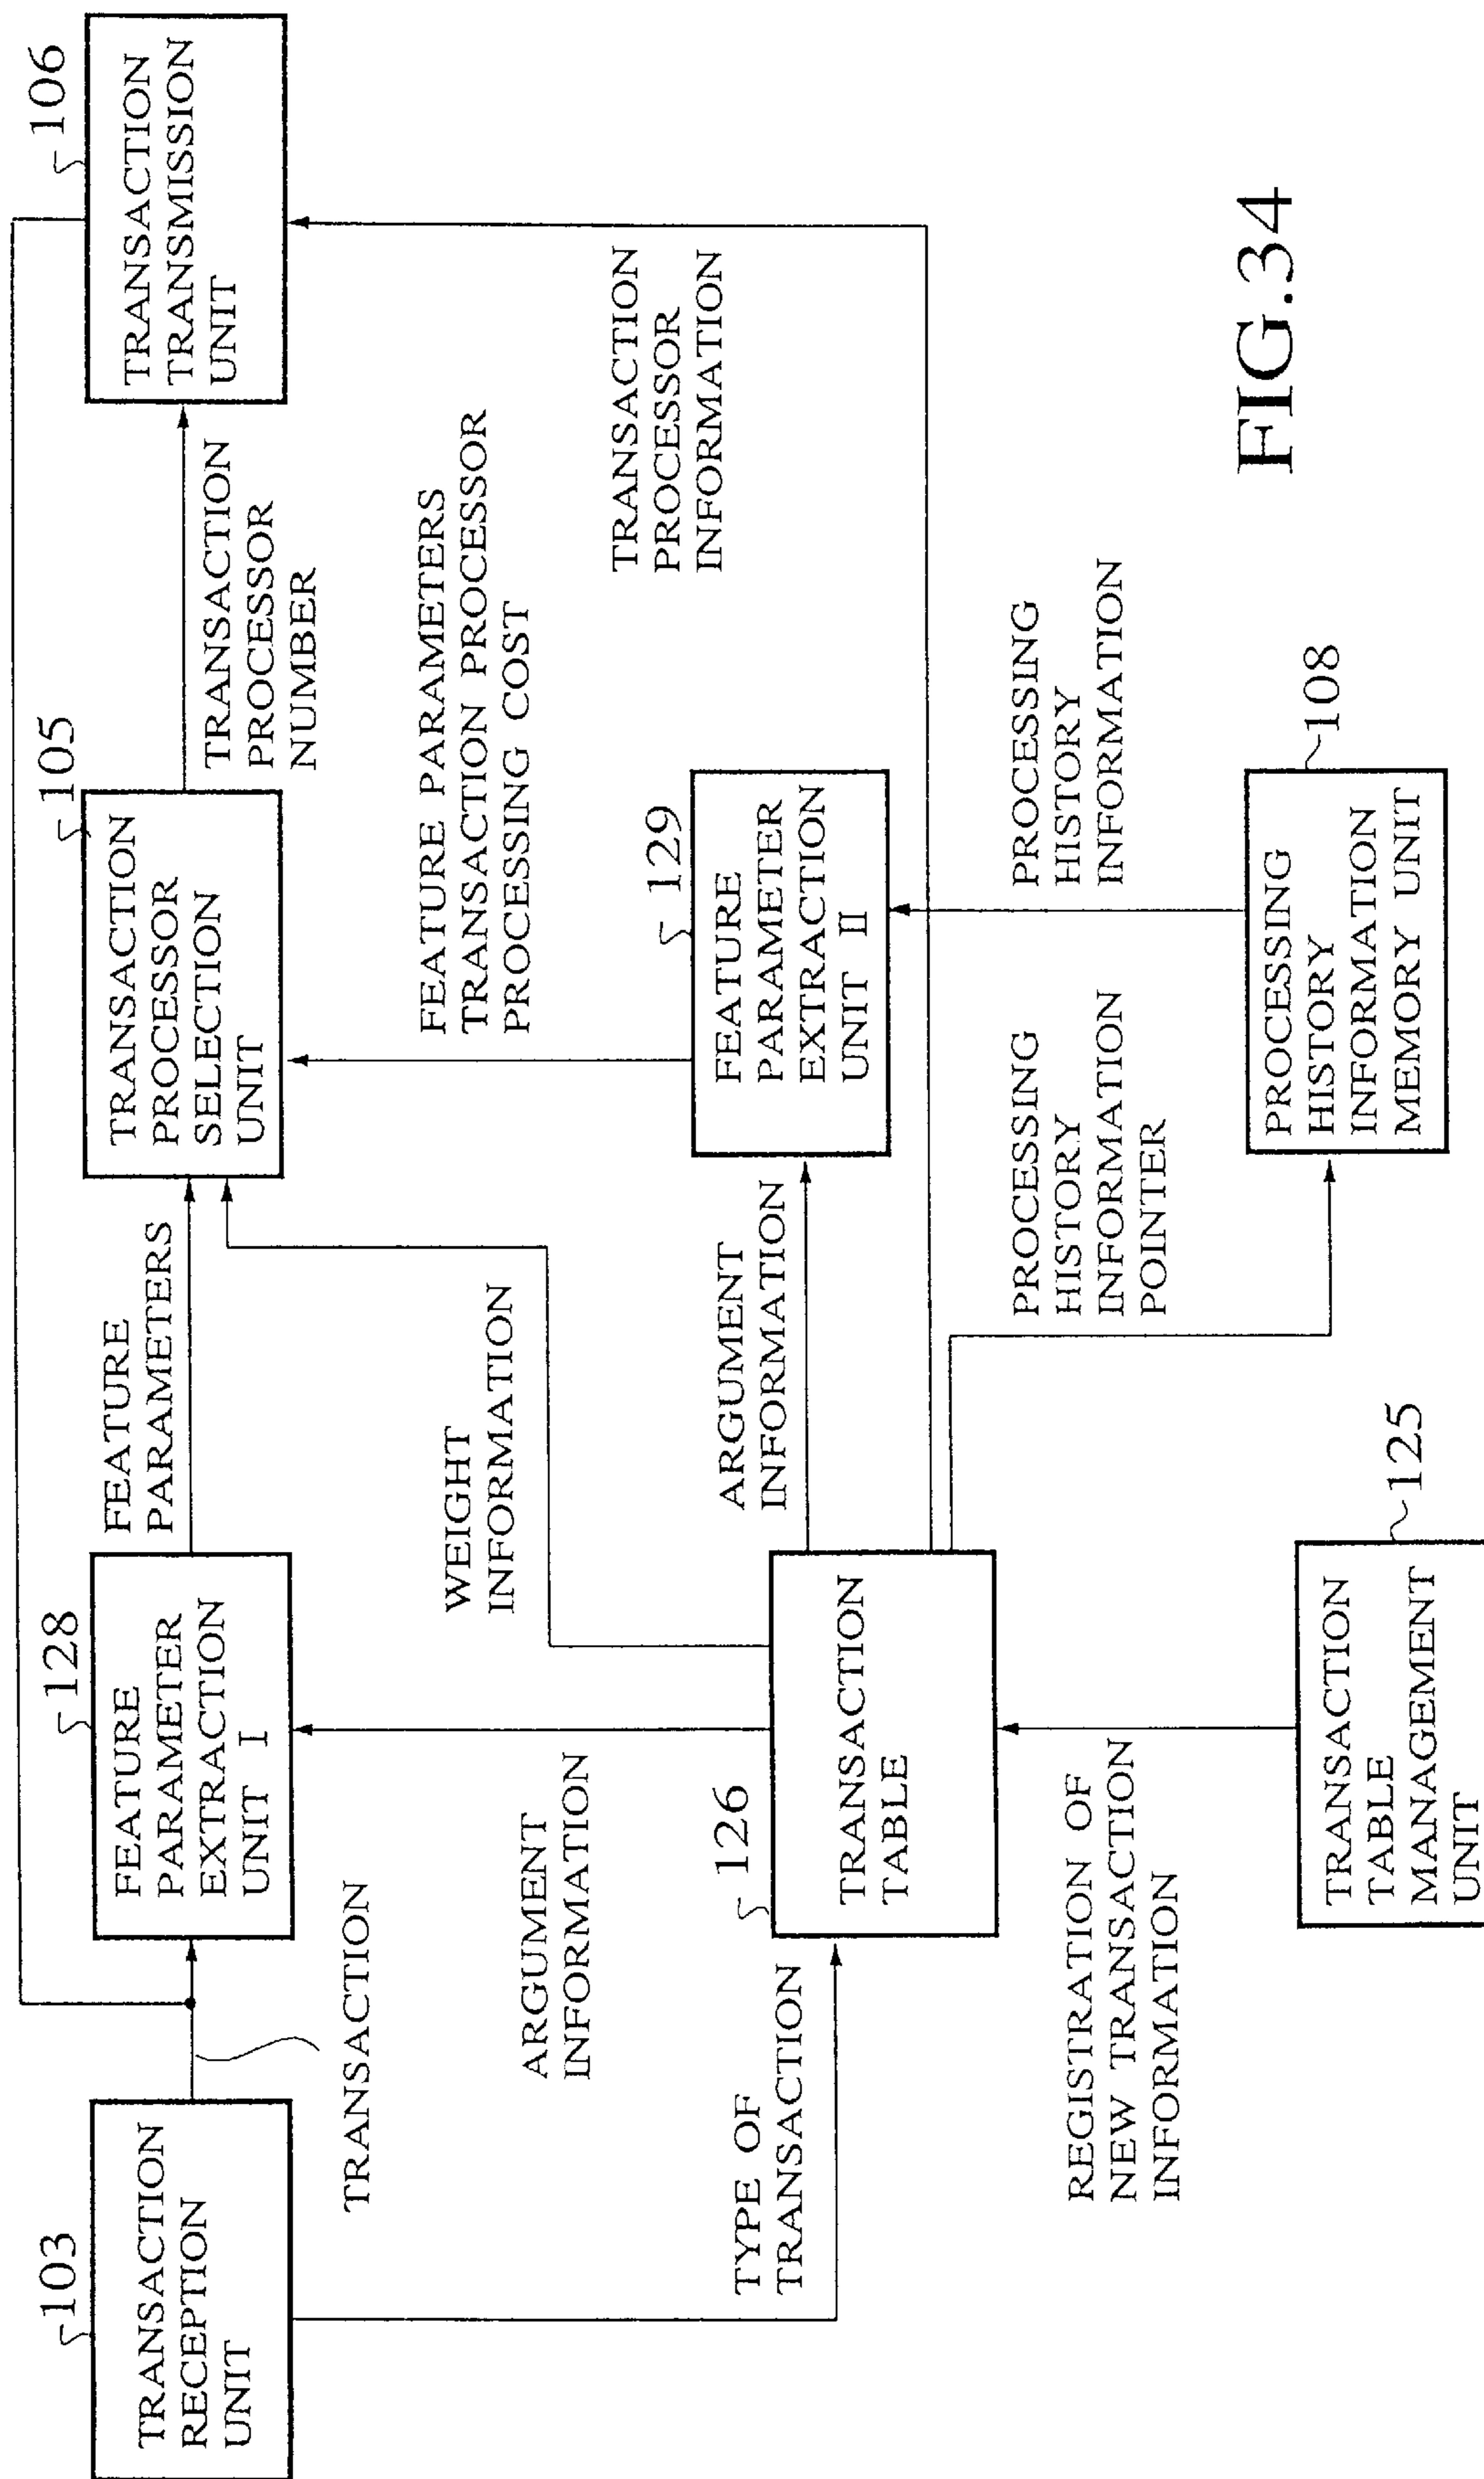 103
TRANSACTION
RECEPTION
UNIT
TRANSACTION
128
FEATURE
PARAMETER
EXTRACTION
UNIT I
FEATURE
PARAMETERS
105
TRANSACTION
PROCESSOR
SELECTION
UNIT
TRANSACTION
PROCESSOR
NUMBER
106
TRANSACTION
TRANSMISSION
UNIT
TYPE OF
TRANSACTION
ARGUMENT
INFORMATION
WEIGHT
INFORMATION
FEATURE PARAMETERS
TRANSACTION PROCESSOR
PROCESSING COST
TRANSACTION
PROCESSOR
INFORMATION
126
TRANSACTION
TABLE
ARGUMENT
INFORMATION
129
FEATURE
PARAMETER
EXTRACTION
UNIT II
REGISTRATION OF
NEW TRANSACTION
INFORMATION
PROCESSING
HISTORY
INFORMATION
POINTER
PROCESSING
HISTORY
INFORMATION
125
TRANSACTION
TABLE
MANAGEMENT
UNIT
108
PROCESSING
HISTORY
INFORMATION
MEMORY UNIT
FIG.34